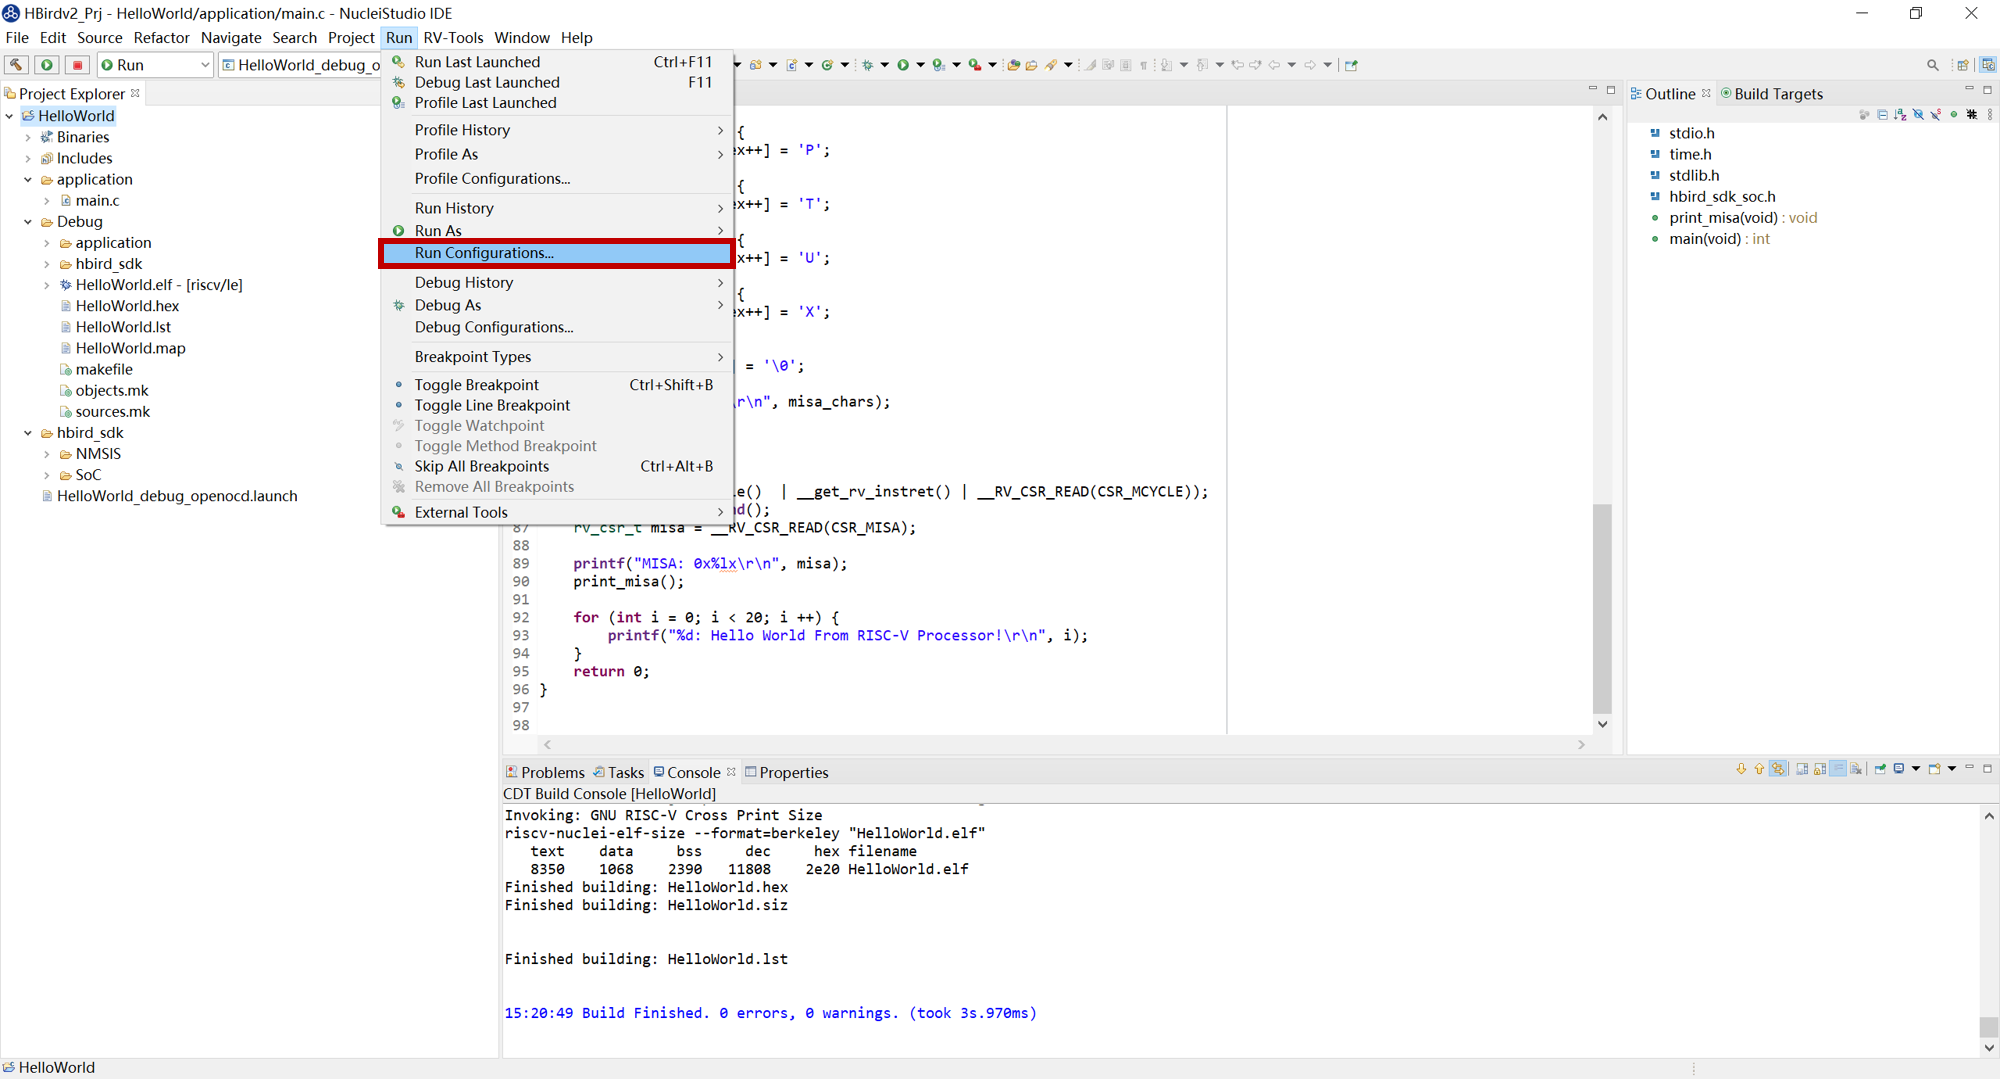 HBirdv2_Prj - HelloWorld/application/main.c - NucleiStudio IDE
File Edit Source Refactor Navigate Search Project Run RV-Tools Window Help
Run HelloWorld_debug_o
Project Explorer
HelloWorld
Binaries
Includes
application
main.c
Debug
application
hbird_sdk
HelloWorld.elf - [riscv/le]
HelloWorld.hex
HelloWorld.lst
HelloWorld.map
makefile
objects.mk
sources.mk
hbird_sdk
NMSIS
SoC
HelloWorld_debug_openocd.launch
Run Last Launched Ctrl+F11
Debug Last Launched F11
Profile Last Launched
Profile History
Profile As
Profile Configurations...
Run History
Run As
Run Configurations...
Debug History
Debug As
Debug Configurations...
Breakpoint Types
Toggle Breakpoint Ctrl+Shift+B
Toggle Line Breakpoint
Toggle Watchpoint
Toggle Method Breakpoint
Skip All Breakpoints Ctrl+Alt+B
Remove All Breakpoints
External Tools
{
x++] = 'P';
{
x++] = 'T';
{
x++] = 'U';
{
x++] = 'X';
] = '\0';
\r\n", misa_chars);
le() | __get_rv_instret() | __RV_CSR_READ(CSR_MCYCLE));
nd();
87 rv_csr_t misa = __RV_CSR_READ(CSR_MISA);
88
89 printf("MISA: 0x%lx\r\n", misa);
90 print_misa();
91
92 for (int i = 0; i < 20; i ++) {
93 printf("%d: Hello World From RISC-V Processor!\r\n", i);
94 }
95 return 0;
96 }
97
98
Outline Build Targets
stdio.h
time.h
stdlib.h
hbird_sdk_soc.h
print_misa(void) : void
main(void) : int
Problems Tasks Console Properties
CDT Build Console [HelloWorld]
Invoking: GNU RISC-V Cross Print Size
riscv-nuclei-elf-size --format=berkeley "HelloWorld.elf"
text data bss dec hex filename
8350 1068 2390 11808 2e20 HelloWorld.elf
Finished building: HelloWorld.hex
Finished building: HelloWorld.siz
Finished building: HelloWorld.lst
15:20:49 Build Finished. 0 errors, 0 warnings. (took 3s.970ms)
HelloWorld